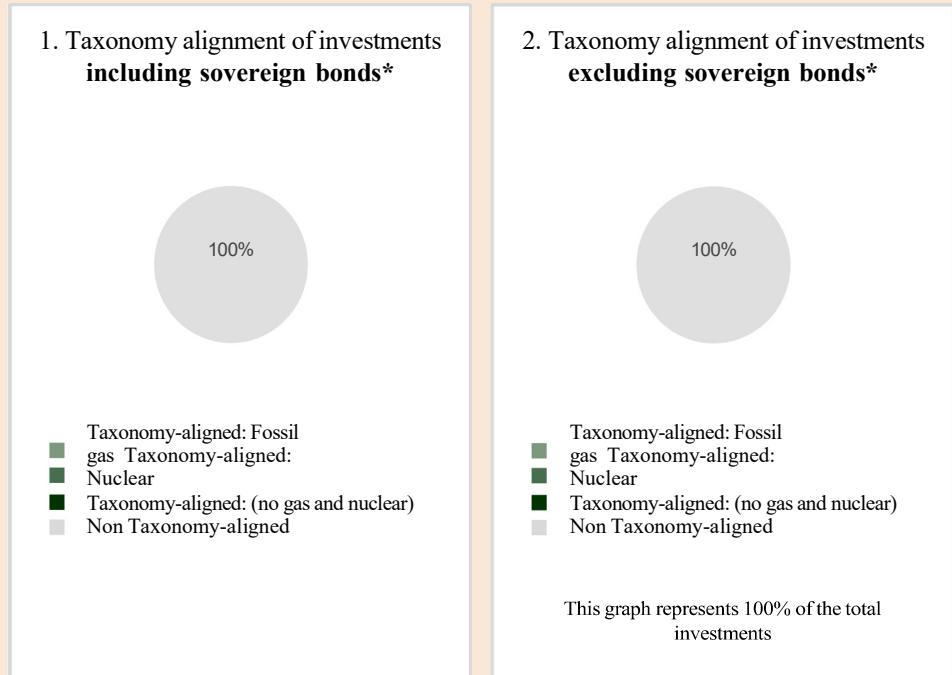 1. Taxonomy alignment of investments
including sovereign bonds*
100%
Taxonomy-aligned: Fossil
gas Taxonomy-aligned:
Nuclear
Taxonomy-aligned: (no gas and nuclear)
Non Taxonomy-aligned
2. Taxonomy alignment of investments
excluding sovereign bonds*
100%
Taxonomy-aligned: Fossil
gas Taxonomy-aligned:
Nuclear
Taxonomy-aligned: (no gas and nuclear)
Non Taxonomy-aligned
This graph represents 100% of the total
investments